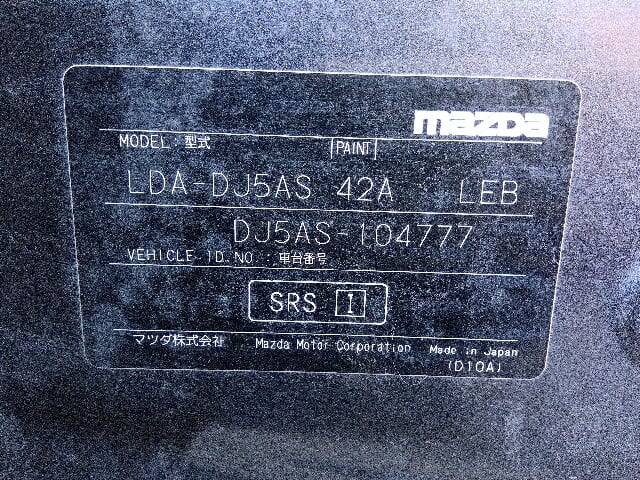 mazda
MODEL:型式 PAINT
LDA-DJ5AS 42A LEB
DJ5AS-104777
VEHICLE ID.NO.:車台番号
SRS I
マツダ株式会社 Mazda Motor Corporation Made in Japan
(D10A)